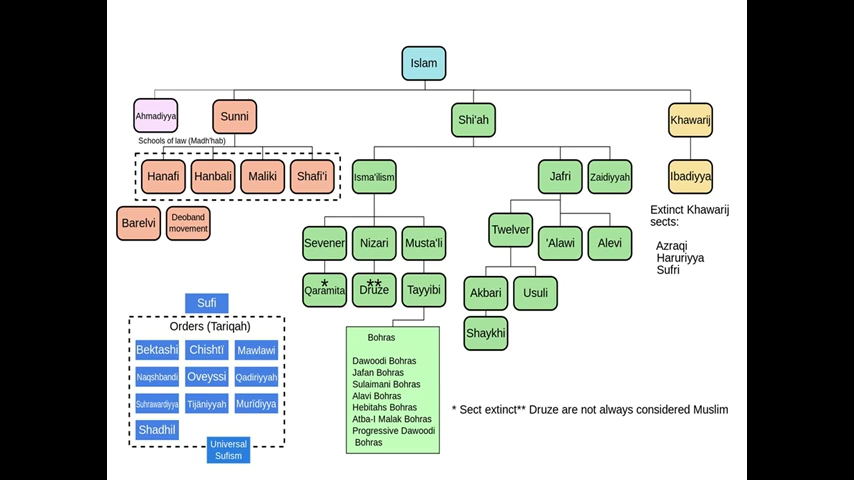 Islam
Ahmadiyya
Sunni
Shi'ah
Khawarij
Schools of law (Madh'hab)
Hanafi
Hanbali
Maliki
Shafi'i
Isma'ilism
Jafri
Zaidiyyah
Ibadiyya
Barelvi
Deoband
movement
Extinct Khawarij
sects:
Azraqi
Haruriyya
Sufri
Sevener
Nizari
Musta'li
Twelver
'Alawi
Alevi
*
Qaramita
**
Druze
Tayyibi
Akbari
Usuli
Shaykhi
Sufi
Orders (Tariqah)
Bektashi
Chishtī
Mawlawi
Naqshbandi
Oveyssi
Qadiriyyah
Suhrawardiyya
Tijāniyyah
Murīdiyya
Shadhil
Universal
Sufism
Bohras
Dawoodi Bohras
Jafan Bohras
Sulaimani Bohras
Alavi Bohras
Hebitahs Bohras
Atba-I Malak Bohras
Progressive Dawoodi
Bohras
* Sect extinct** Druze are not always considered Muslim